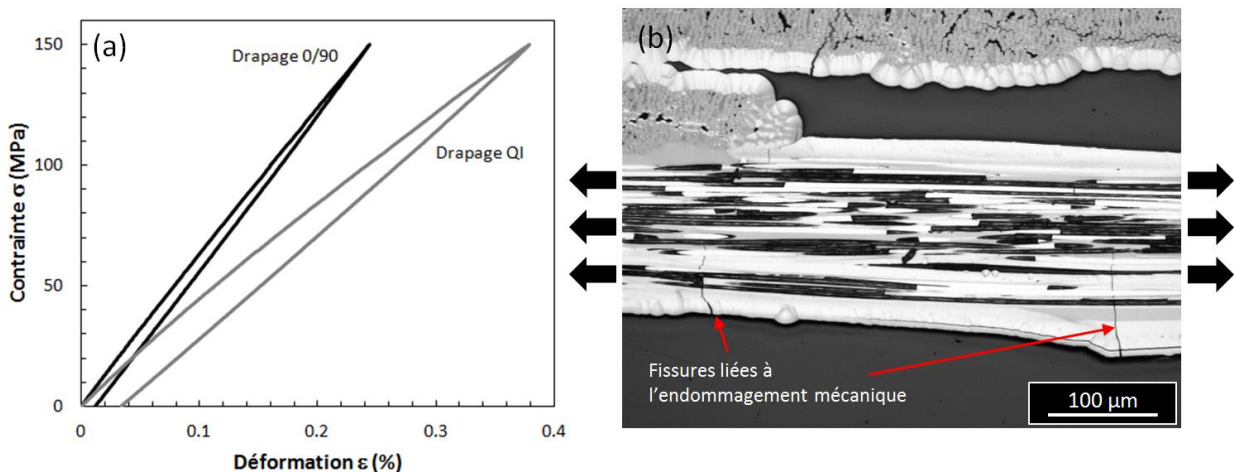 (a)
Drapage 0/90
Drapage QI
150
100
50
0
0
0.1
0.2
0.3
0.4
Contrainte σ (MPa)
Déformation ε (%)
(b)
Fissures liées à
l'endommagement mécanique
100 µm